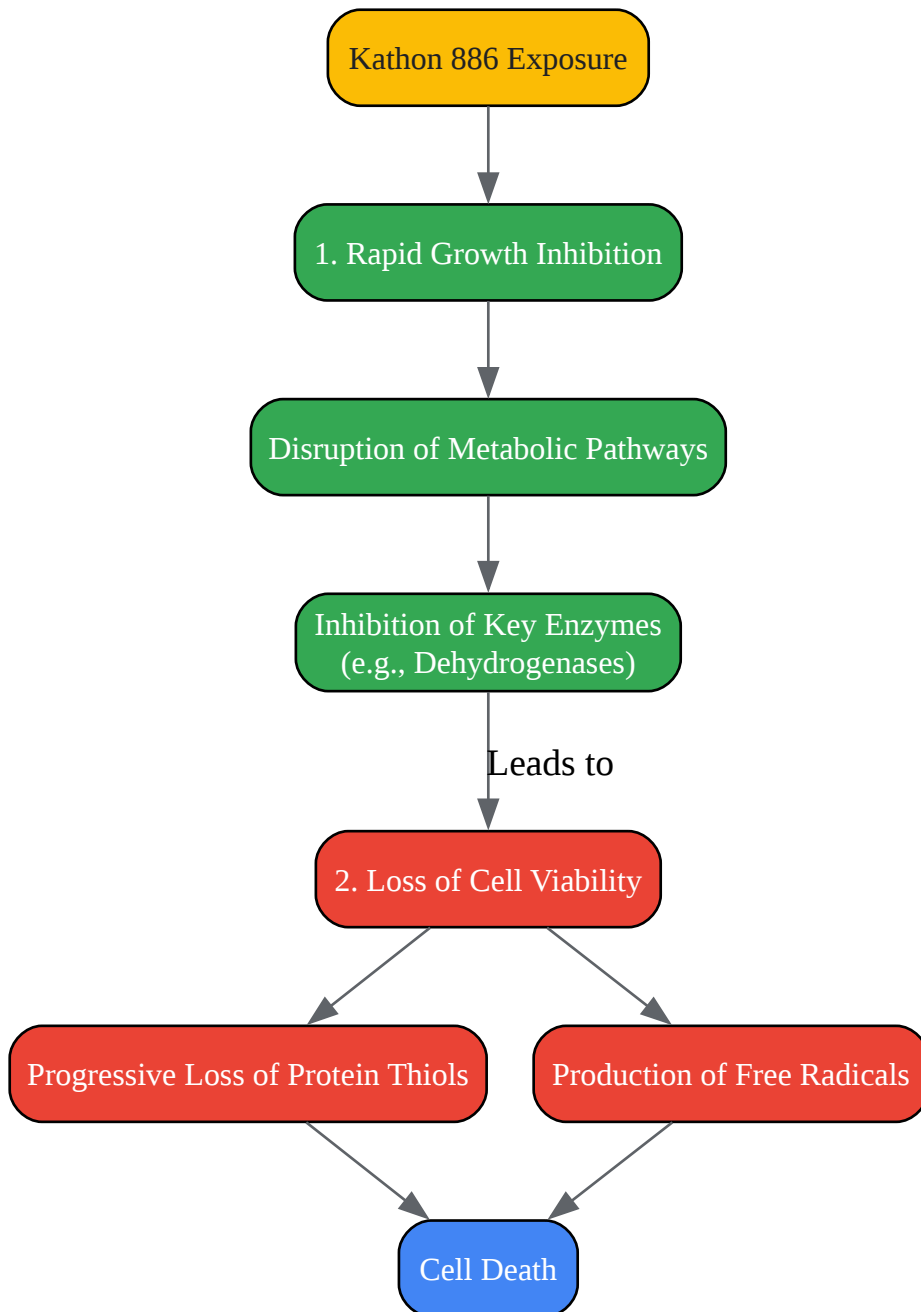 Kathon 886 Exposure
1. Rapid Growth Inhibition
Disruption of Metabolic Pathways
Inhibition of Key Enzymes
(e.g., Dehydrogenases)
Leads to
2. Loss of Cell Viability
Progressive Loss of Protein Thiols
Production of Free Radicals
Cell Death